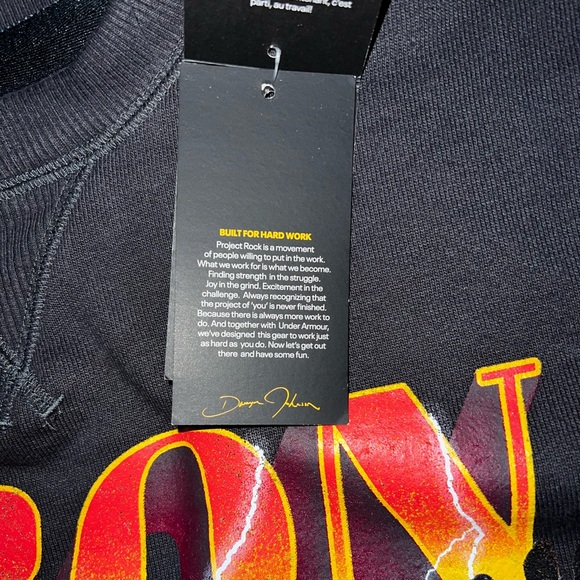 parti, au travail!
BUILT FOR HARD WORK
Project Rock is a movement
of people willing to put in the work.
What we work for is what we become.
Finding strength in the struggle.
Joy in the grind. Excitement in the
challenge. Always recognizing that
the project of 'you' is never finished.
Because there is always more work to
do. And together with Under Armour,
we've designed this gear to work just
as hard as you do. Now let's get out
there and have some fun.
Dwayne Johnson
ON